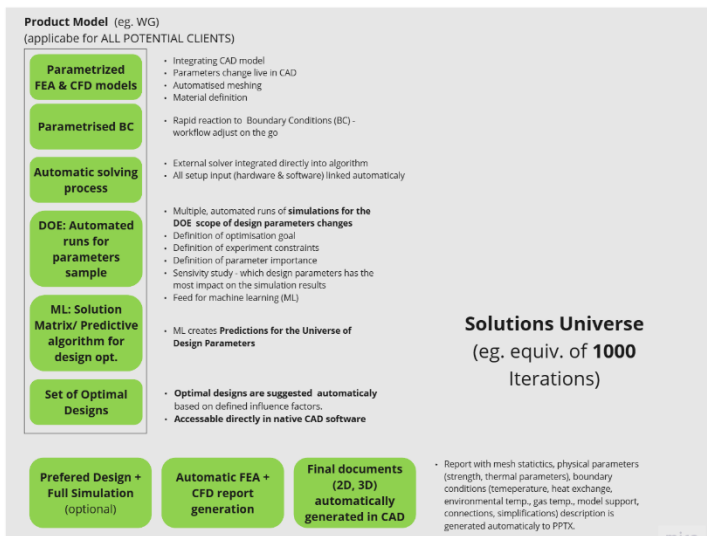 Product Model (eg. WG)
(applicabe for ALL POTENTIAL CLIENTS)
Parametrized
FEA & CFD models
• Integrating CAD model
• Parameters change live in CAD
• Automatised meshing
• Material definition
Parametrised BC
• Rapid reaction to Boundary Conditions (BC) -
workflow adjust on the go
Automatic solving
process
• External solver integrated directly into algorithm
• All setup input (hardware & software) linked automaticaly
DOE: Automated
runs for
parameters
sample
• Multiple, automated runs of simulations for the
DOE scope of design parameters changes
• Definition of optimisation goal
• Definition of experiment constraints
• Definition of parameter importance
• Sensivity study - which design parameters has the
most impact on the simulation results
• Feed for machine learning (ML)
ML: Solution
Matrix/ Predictive
algorithm for
design opt.
• ML creates Predictions for the Universe of
Design Parameters
Solutions Universe
(eg. equiv. of 1000
Iterations)
Set of Optimal
Designs
• Optimal designs are suggested automaticaly
based on defined influence factors.
• Accessable directly in native CAD software
Prefered Design +
Full Simulation
(optional)
Automatic FEA +
CFD report
generation
Final documents
(2D, 3D)
automatically
generated in CAD
• Report with mesh statictics, physical parameters
(strength, thermal parameters), boundary
conditions (temeperature, heat exchange,
environmental temp., gas temp., model support,
connections, simplifications) description is
generated automaticaly to PPTX.